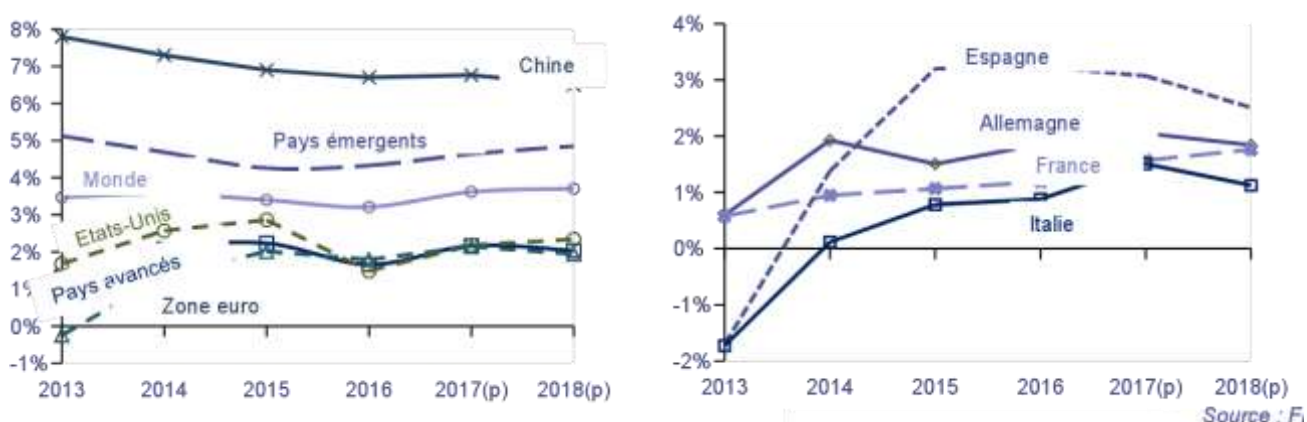 8%
7%
6%
5%
4%
3%
2%
1%
0%
-1%
Chine
Pays émergents
Monde
Etats-Unis
Pays avancés
Zone euro
2013 2014 2015 2016 2017(p) 2018(p)
4%
3%
2%
1%
0%
-1%
-2%
Espagne
Allemagne
France
Italie
2013 2014 2015 2016 2017(p) 2018(p)
Source :